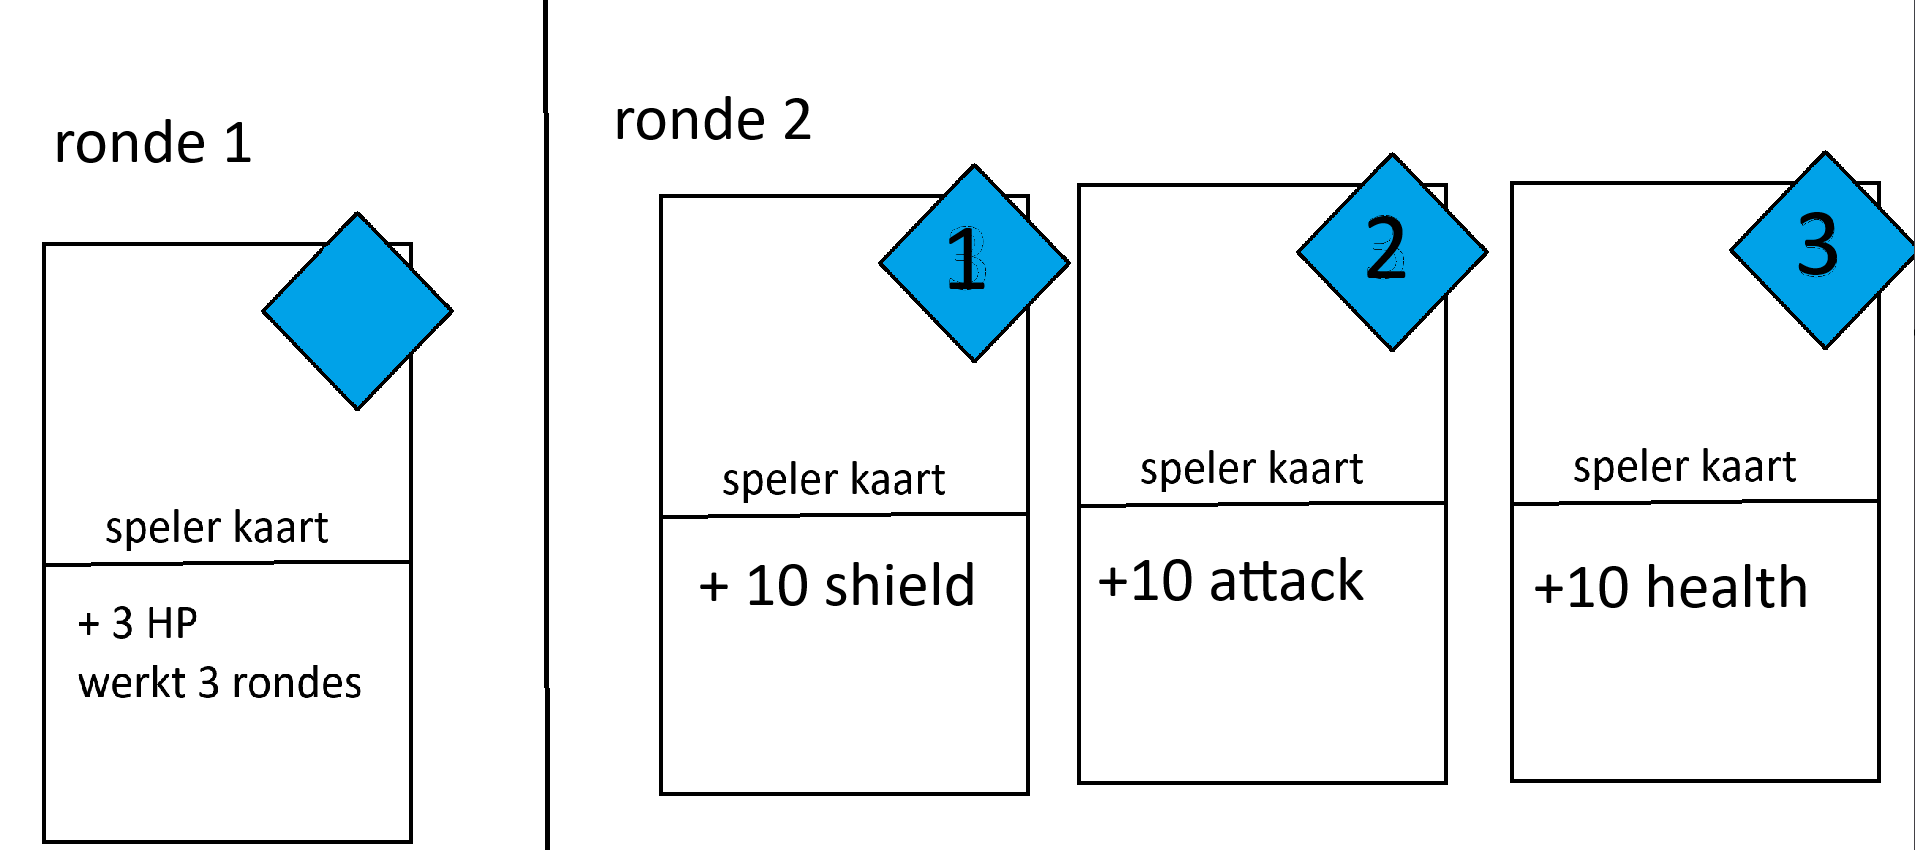 ronde 1
speler kaart
+ 3 HP
werkt 3 rondes
ronde 2
1
speler kaart
+ 10 shield
2
speler kaart
+10 attack
3
speler kaart
+10 health